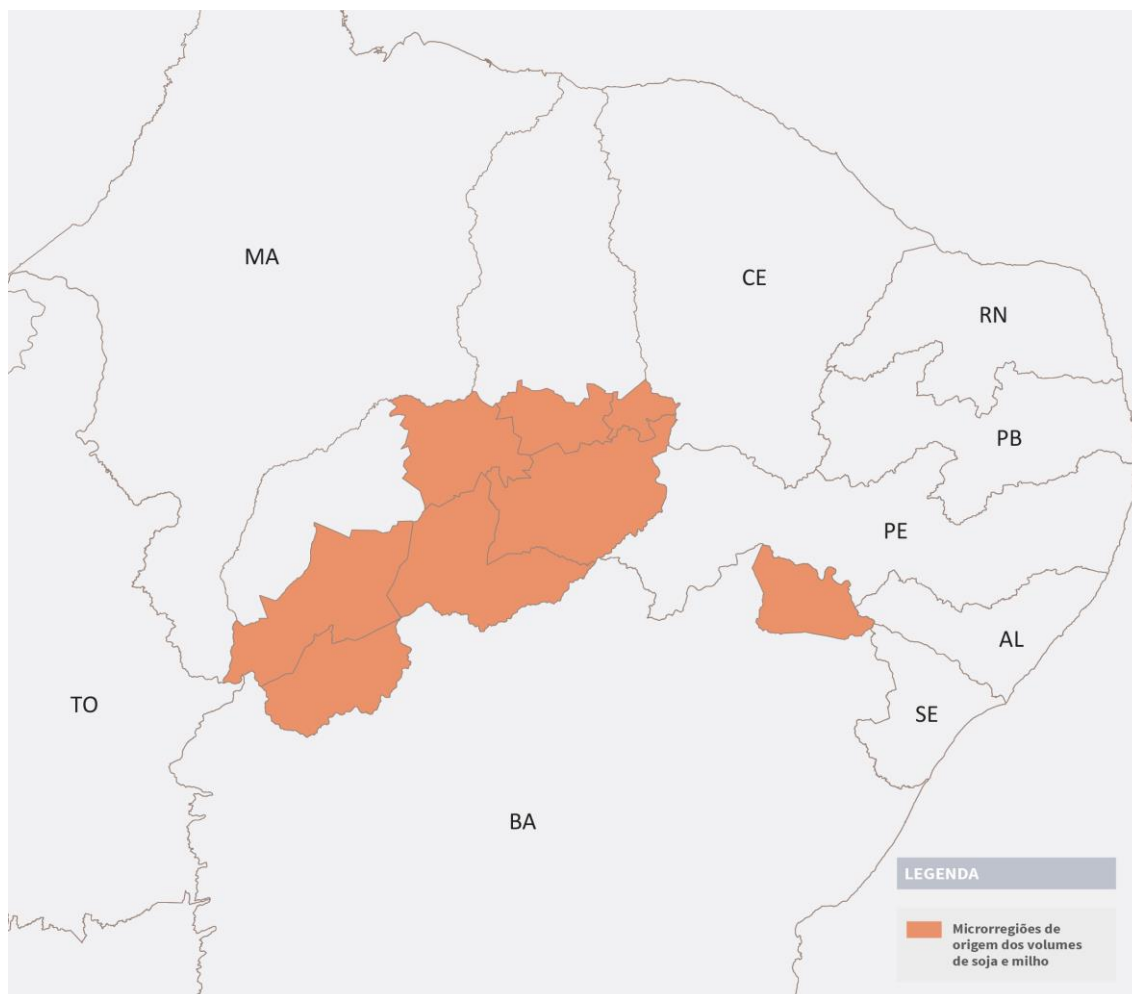 MA
CE
RN
PB
PE
AL
TO
SE
BA
LEGENDA
Microrregiões de
origem dos volumes
de soja e milho